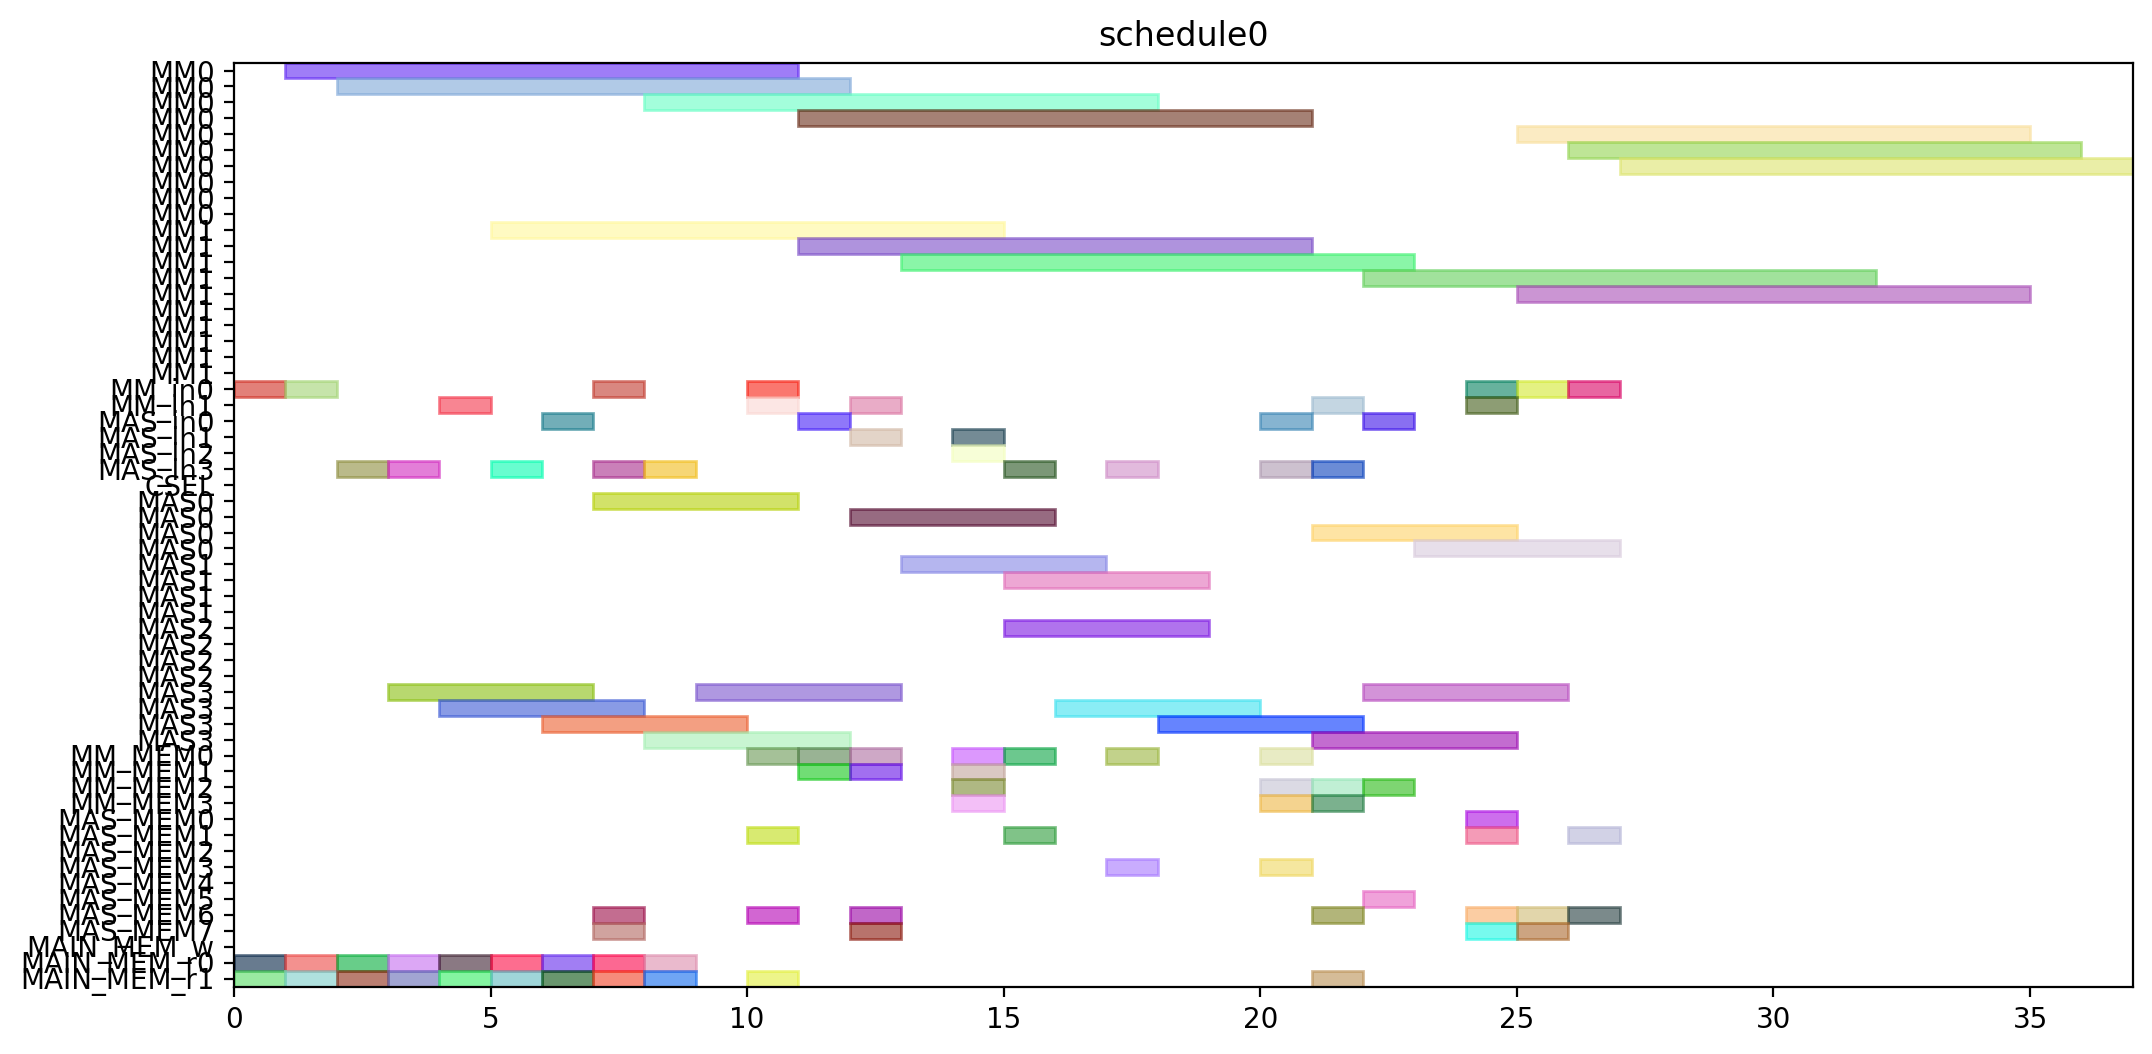 schedule0
MM0
MM0
MM0
MM0
MM0
MM0
MM0
MM0
MM0
MM0
MM1
MM1
MM1
MM1
MM1
MM1
MM1
MM1
MM1
MM1
MM_in0
MM_in1
MAS_in0
MAS_in1
MAS_in2
MAS_in3
CSEL
MAS0
MAS0
MAS0
MAS0
MAS1
MAS1
MAS1
MAS1
MAS2
MAS2
MAS2
MAS2
MAS3
MAS3
MAS3
MAS3
MM_MEM0
MM_MEM1
MM_MEM2
MM_MEM3
MAS_MEM0
MAS_MEM1
MAS_MEM2
MAS_MEM3
MAS_MEM4
MAS_MEM5
MAS_MEM6
MAS_MEM7
MAIN_MEM_w
MAIN_MEM_r0
MAIN_MEM_r1
0 5 10 15 20 25 30 35